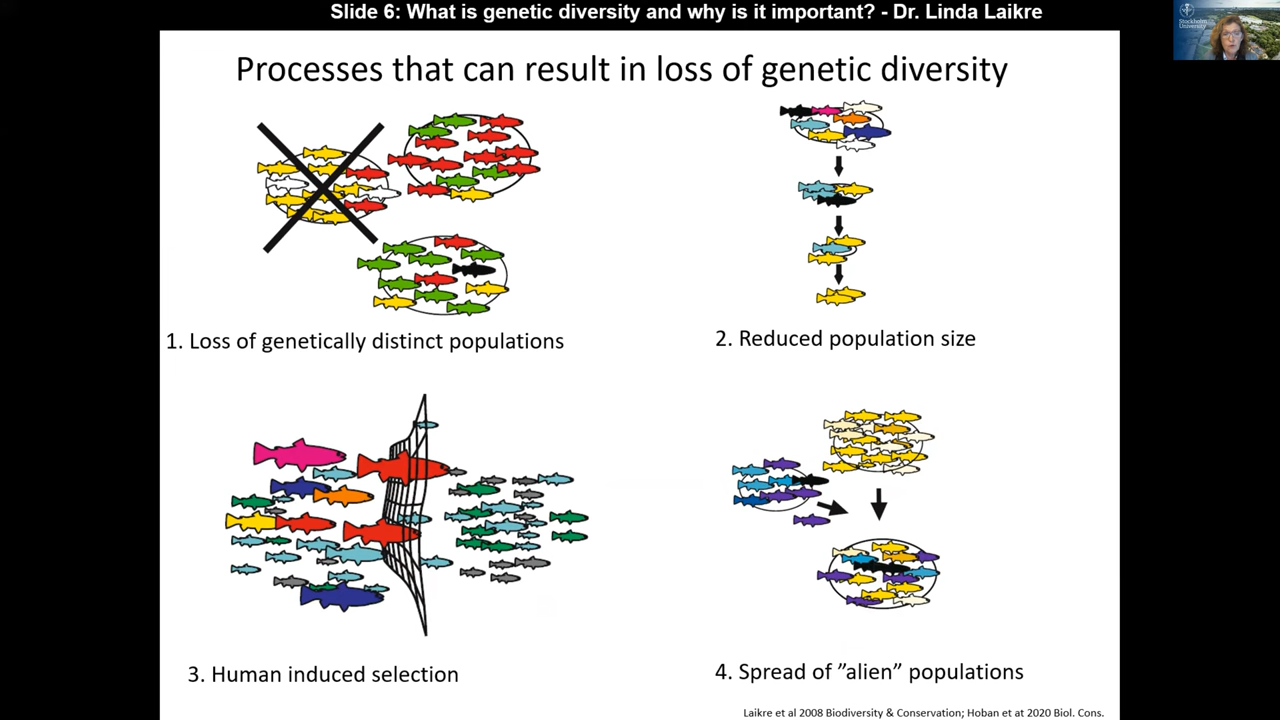 Slide 6: What is genetic diversity and why is it important? - Dr. Linda Laikre
Stockholm
University
Processes that can result in loss of genetic diversity
1. Loss of genetically distinct populations
2. Reduced population size
3. Human induced selection
4. Spread of ”alien” populations
Laikre et al 2008 Biodiversity & Conservation; Hoban et at 2020 Biol. Cons.